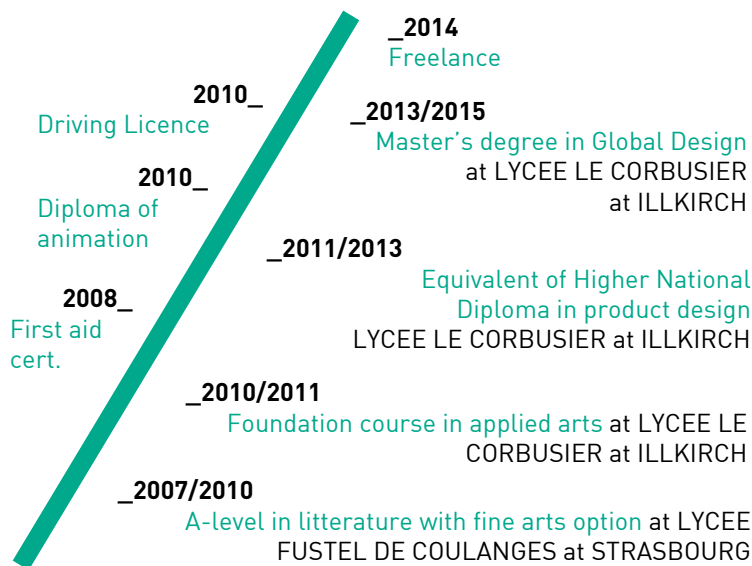 _2014
Freelance
2010_
Driving Licence
_2013/2015
Master's degree in Global Design
at LYCEE LE CORBUSIER
at ILLKIRCH
2010_
Diploma of
animation
_2011/2013
Equivalent of Higher National
Diploma in product design
LYCEE LE CORBUSIER at ILLKIRCH
2008_
First aid
cert.
_2010/2011
Foundation course in applied arts at LYCEE LE
CORBUSIER at ILLKIRCH
_2007/2010
A-level in litterature with fine arts option at LYCEE
FUSTEL DE COULANGES at STRASBOURG